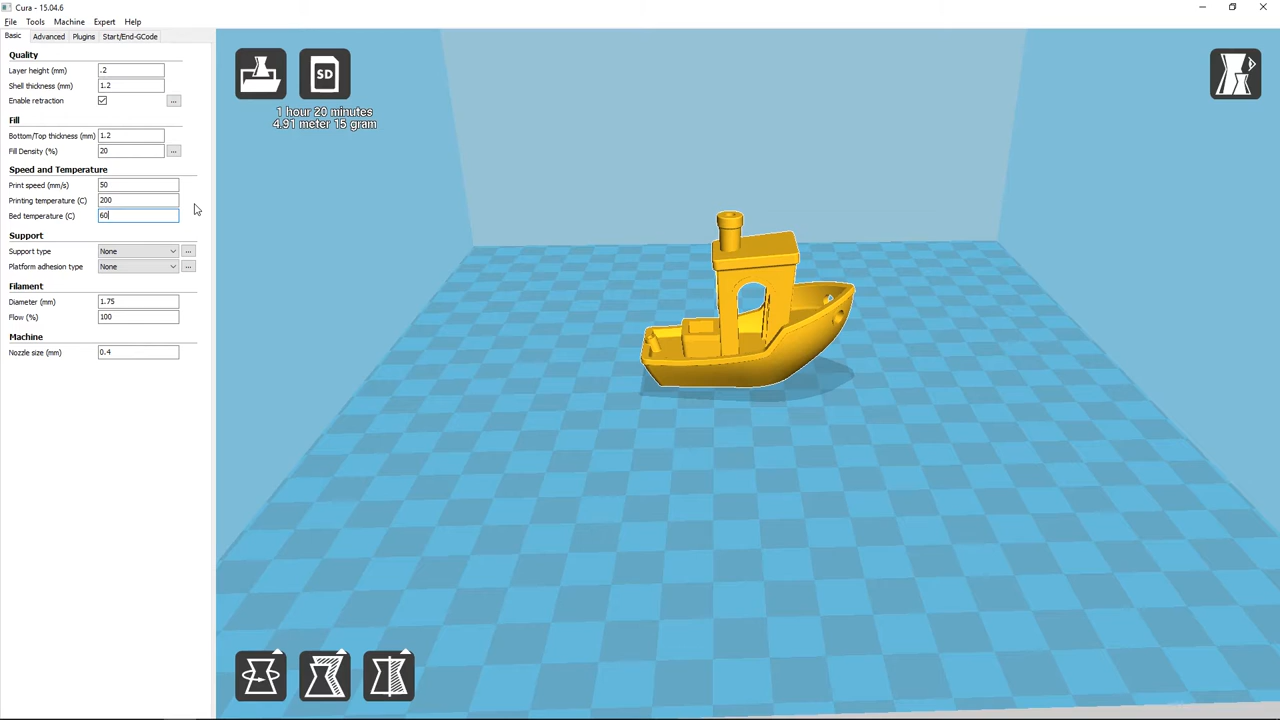 Cura - 15.04.6
File Tools Machine Expert Help
Basic Advanced Plugins Start/End-GCode
Quality
Layer height (mm) .2
Shell thickness (mm) 1.2
Enable retraction ...
Fill
Bottom/Top thickness (mm) 1.2
Fill Density (%) 20 ...
Speed and Temperature
Print speed (mm/s) 50
Printing temperature (C) 200
Bed temperature (C) 60
Support
Support type None ...
Platform adhesion type None ...
Filament
Diameter (mm) 1.75
Flow (%) 100
Machine
Nozzle size (mm) 0.4
SD
1 hour 20 minutes
4.91 meter 15 gram